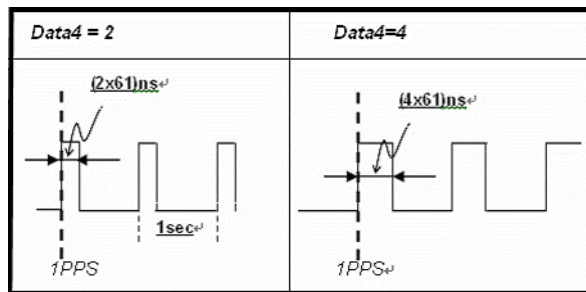 Data4 = 2
Data4=4
(2x61)ns↵
(4x61)ns↵
1sec↵
1PPS
1PPS↵